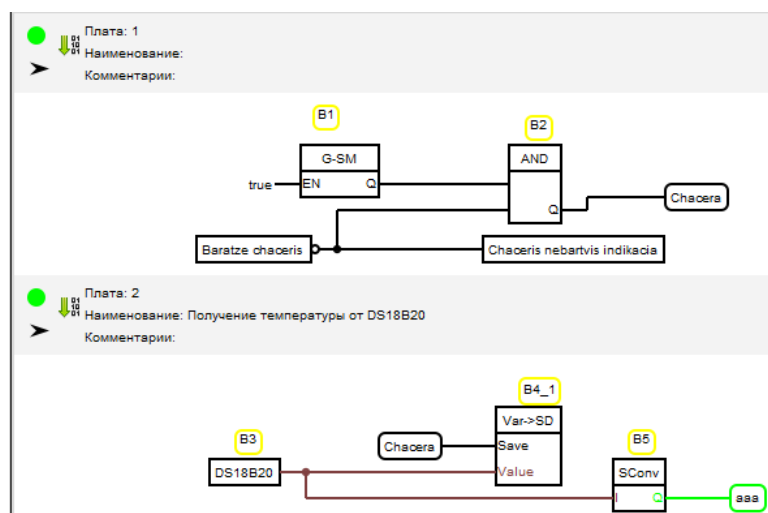 Плата: 1
Наименование:
Комментарии:
B1
B2
G-SM
AND
true
EN
Q
Q
Chacera
Baratze chaceris
Chaceris nebartvis indikacia
Плата: 2
Наименование: Получение температуры от DS18B20
Комментарии:
B4_1
Var->SD
B3
Chacera
Save
B5
DS18B20
Value
SConv
I
Q
aaa